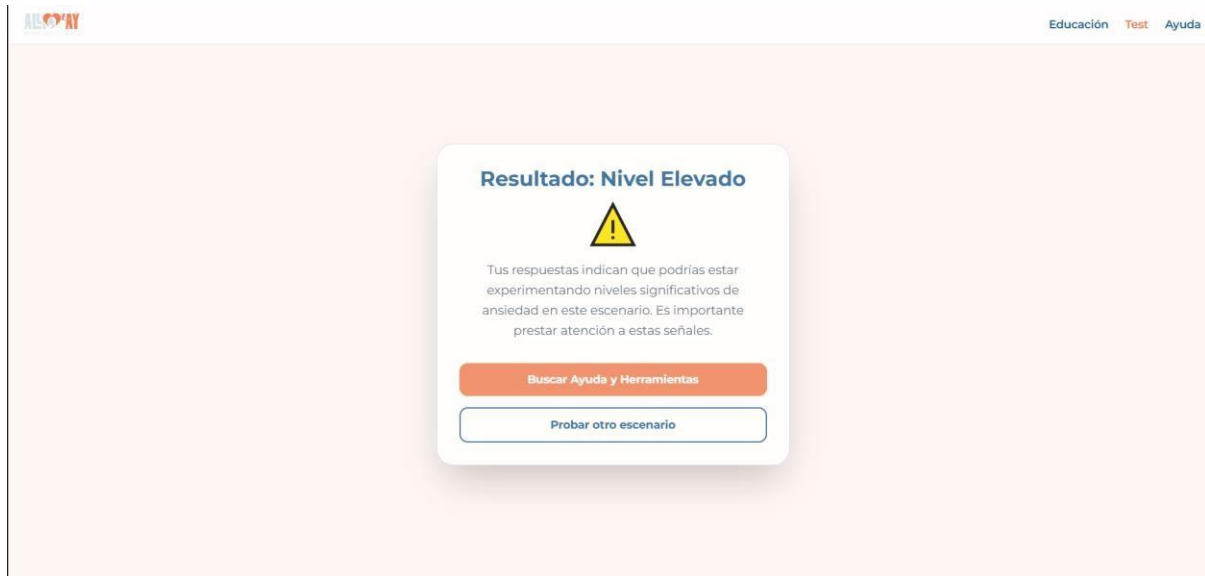 Educación Test Ayuda
Resultado: Nivel Elevado
Tus respuestas indican que podrías estar
experimentando niveles significativos de
ansiedad en este escenario. Es importante
prestar atención a estas señales.
Buscar Ayuda y Herramientas
Probar otro escenario